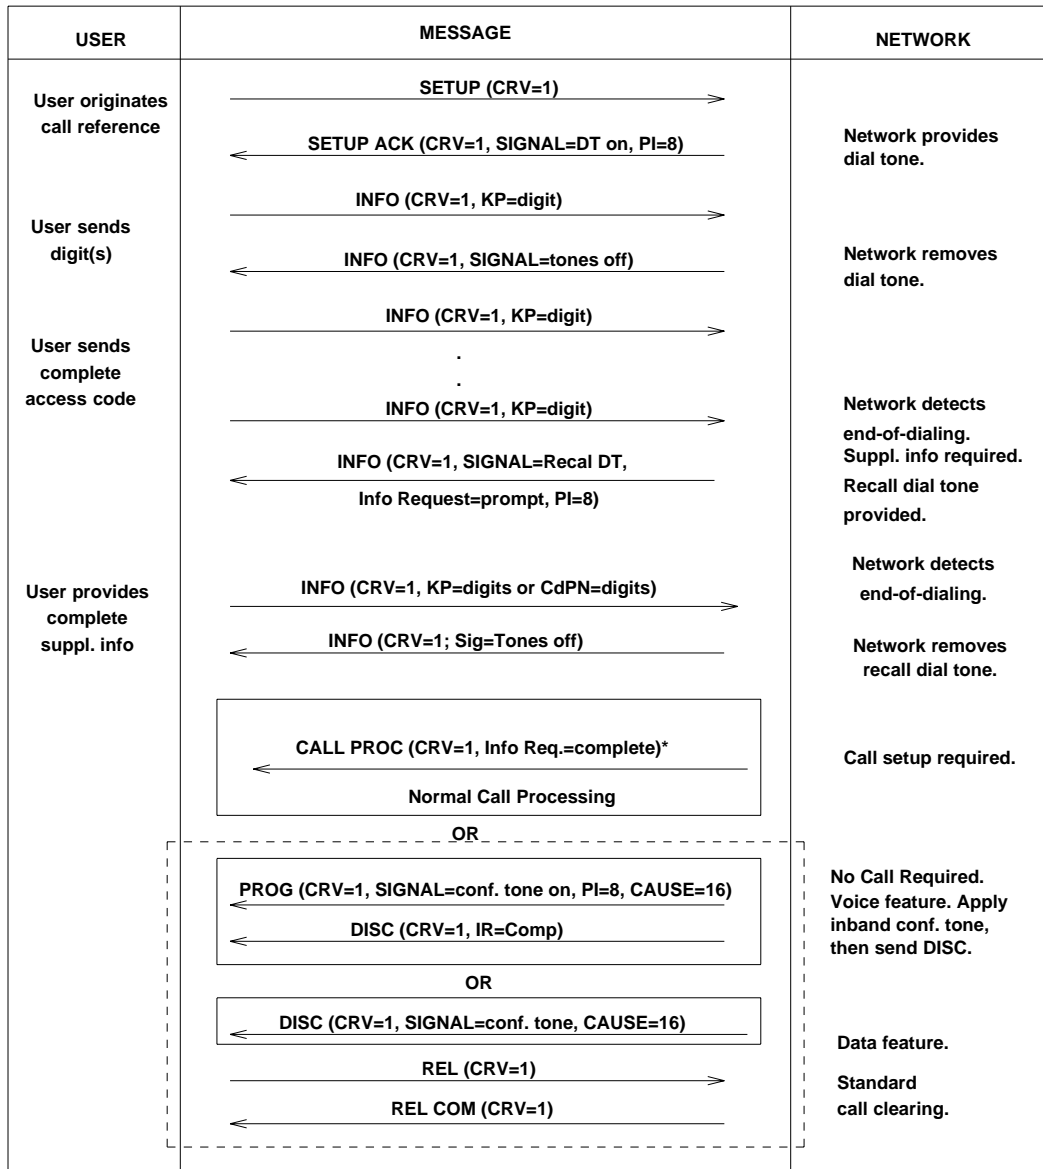 USER
MESSAGE
NETWORK
SETUP (CRV=1)
User originates
call reference
SETUP ACK (CRV=1, SIGNAL=DT on, PI=8)
Network provides
dial tone.
INFO (CRV=1, KP=digit)
User sends
digit(s)
INFO (CRV=1, SIGNAL=tones off)
Network removes
dial tone.
INFO (CRV=1, KP=digit)
User sends
complete
access code
.
.
INFO (CRV=1, KP=digit)
Network detects
end-of-dialing.
Suppl. info required.
Recall dial tone
provided.
INFO (CRV=1, SIGNAL=Recal DT,
Info Request=prompt, PI=8)
Network detects
end-of-dialing.
User provides
complete
suppl. info
INFO (CRV=1, KP=digits or CdPN=digits)
INFO (CRV=1; Sig=Tones off)
Network removes
recall dial tone.
CALL PROC (CRV=1, Info Req.=complete)*
Call setup required.
Normal Call Processing
OR
PROG (CRV=1, SIGNAL=conf. tone on, PI=8, CAUSE=16)
DISC (CRV=1, IR=Comp)
No Call Required.
Voice feature. Apply
inband conf. tone,
then send DISC.
OR
DISC (CRV=1, SIGNAL=conf. tone, CAUSE=16)
Data feature.
REL (CRV=1)
Standard
call clearing.
REL COM (CRV=1)